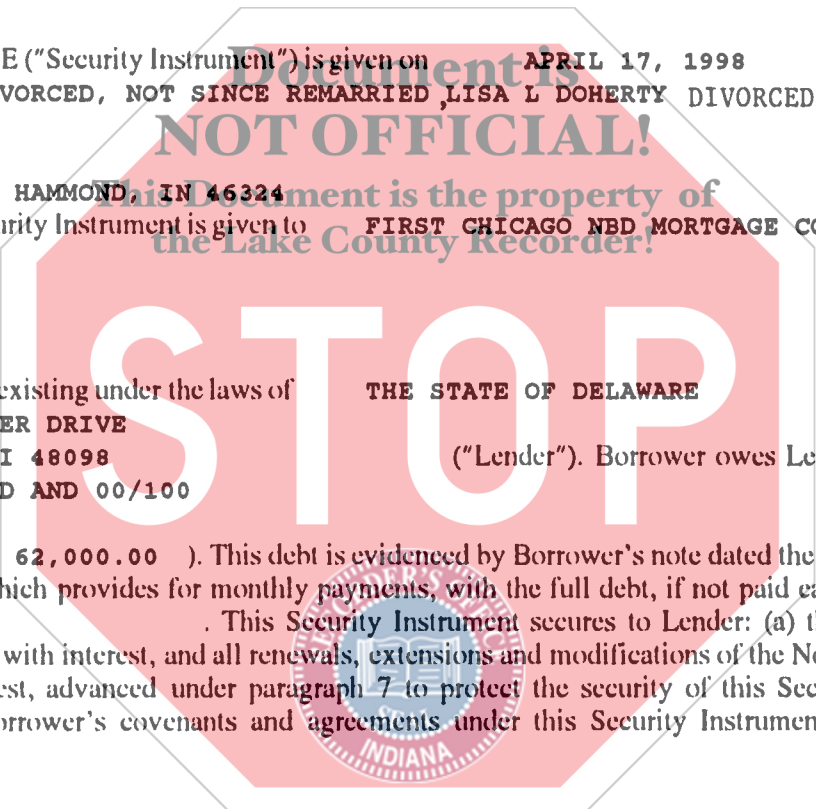 E ("Security Instrument") is given on APRIL 17, 1998
Document is
VORCED, NOT SINCE REMARRIED ,LISA L DOHERTY DIVORCED
NOT OFFICIAL!
HAMMOND, IN 46324
This Document is the property of
urity Instrument is given to FIRST CHICAGO NBD MORTGAGE CO
the Lake County Recorder!
STOP
existing under the laws of THE STATE OF DELAWARE
ER DRIVE
I 48098 ("Lender"). Borrower owes Le
D AND 00/100
62,000.00 ). This debt is evidenced by Borrower's note dated the
hich provides for monthly payments, with the full debt, if not paid ea
. This Security Instrument secures to Lender: (a) t
with interest, and all renewals, extensions and modifications of the No
est, advanced under paragraph 7 to protect the security of this Sec
orrower's covenants and agreements under this Security Instrumen
RECORDER'S OFFICE
SEAL
INDIANA